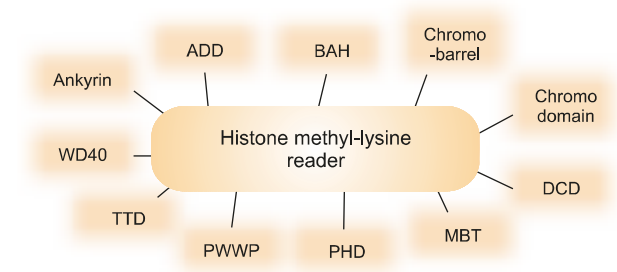 ADD
BAH
Chromo
-barrel
Ankyrin
Chromo
domain
Histone methyl-lysine
reader
WD40
DCD
TTD
PWWP
PHD
MBT